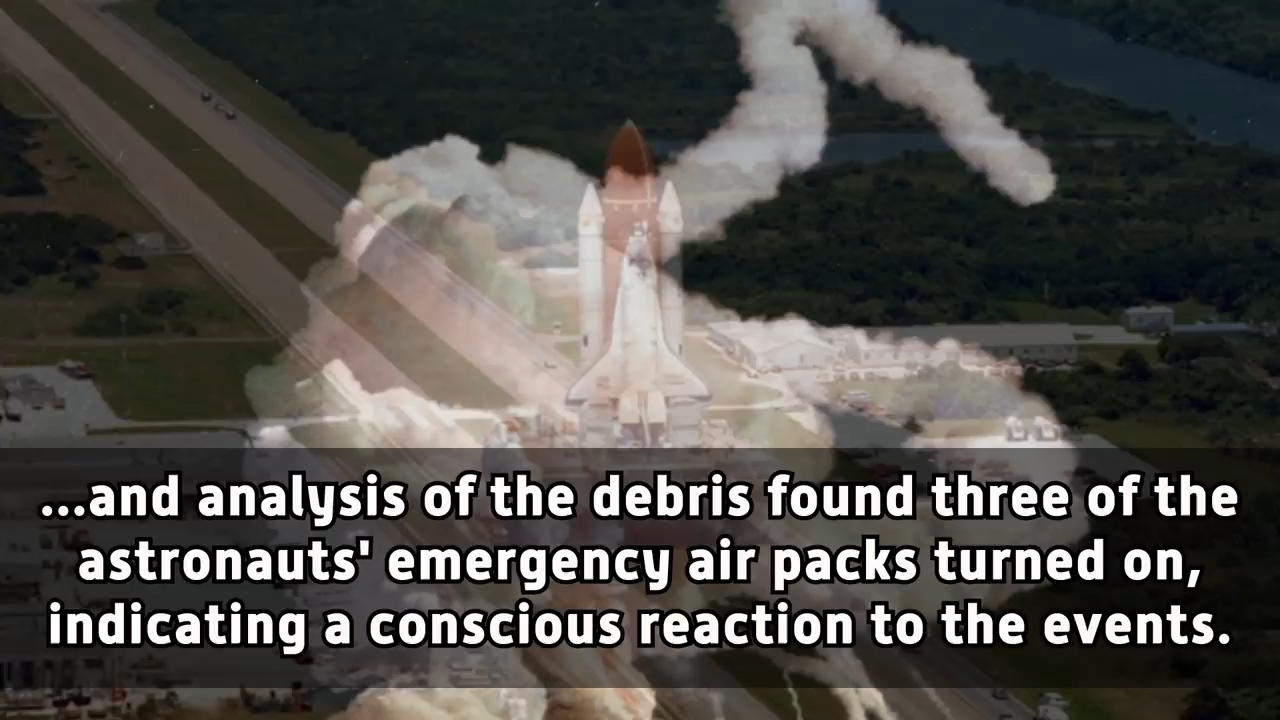 ...and analysis of the debris found three of the
astronauts' emergency air packs turned on,
indicating a conscious reaction to the events.